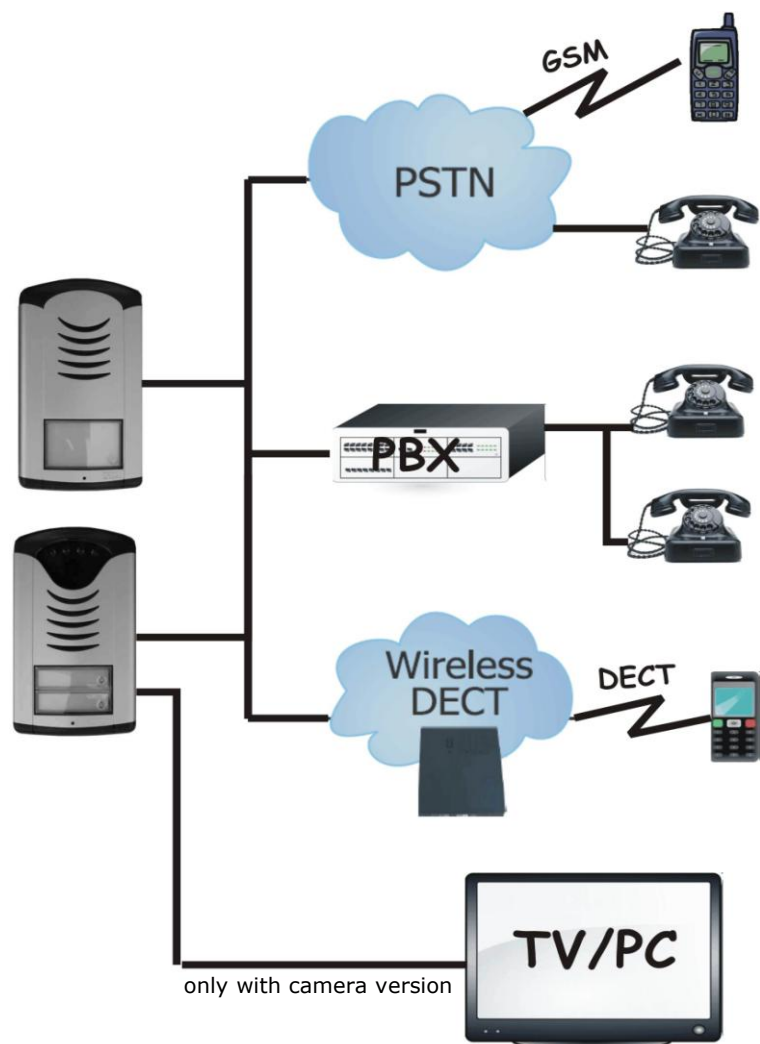 GSM
PSTN
PBX
Wireless
DECT
DECT
TV/PC
only with camera version